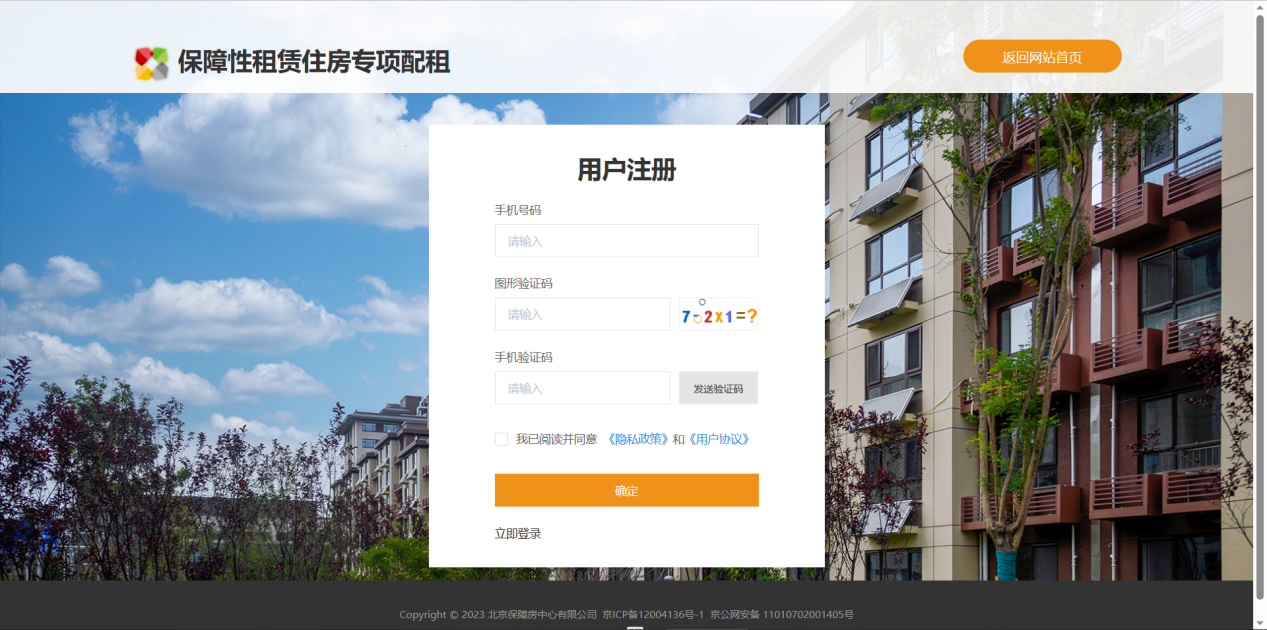 保障性租赁住房专项配租
返回网站首页
用户注册
手机号码
请输入
图形验证码
请输入
7-2x1=?
手机验证码
请输入
发送验证码
我已阅读并同意 《隐私政策》和《用户协议》
确定
立即登录
Copyright © 2023 北京保障房中心有限公司 京ICP备12004136号-1 京公网安备 11010702001405号